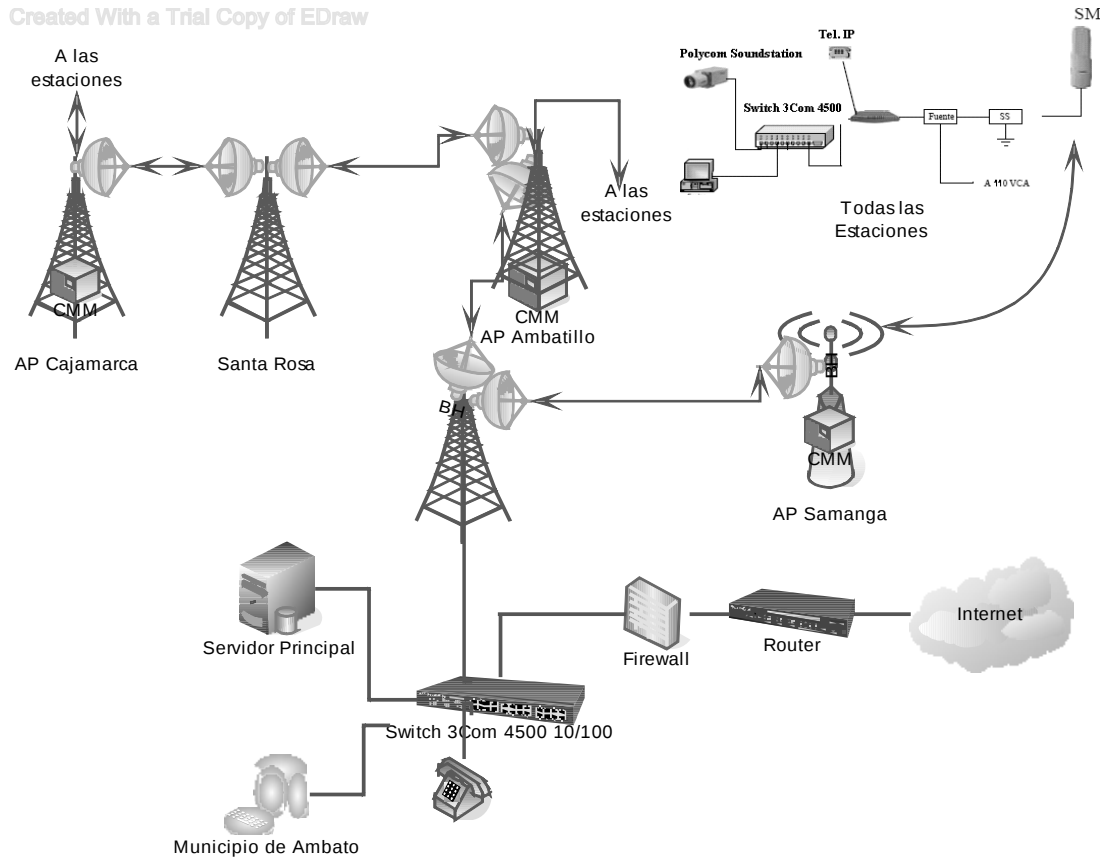 Created With a Trial Copy of EDraw
SM
Tel. IP
Polycom Soundstation
Switch 3Com 4500
Fuente
SS
A 110 VCA
Todas las
Estaciones
A las
estaciones
A las
estaciones
CMM
AP Cajamarca
Santa Rosa
CMM
AP Ambatillo
BH
BH
CMM
AP Samanga
Servidor Principal
Firewall
Router
Internet
Switch 3Com 4500 10/100
Municipio de Ambato